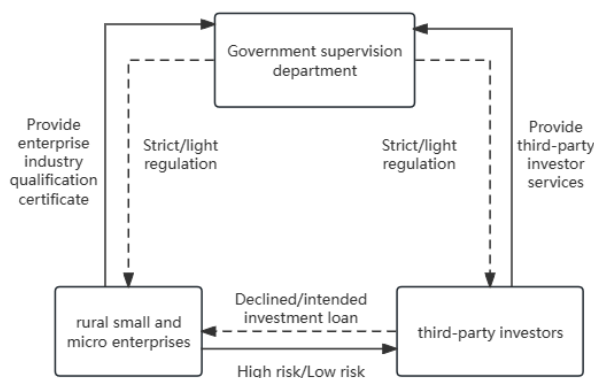 Government supervision
department
Provide
enterprise
industry
qualification
certificate
Strict/light
regulation
Strict/light
regulation
Provide
third-party
investor
services
Declined/intended
investment loan
rural small and
micro enterprises
third-party investors
High risk/Low risk